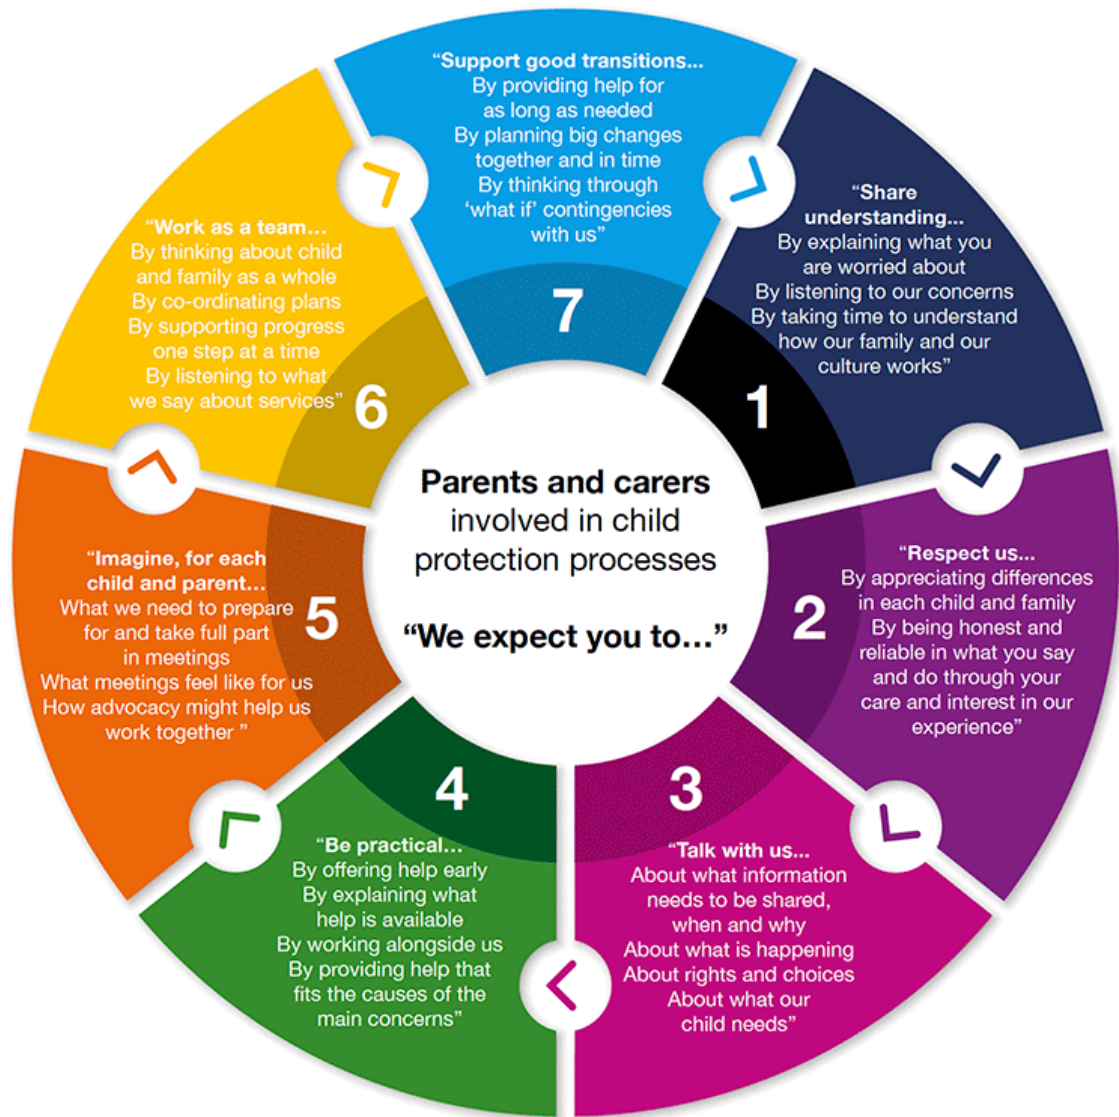 Parents and carers
involved in child
protection processes
“We expect you to...”
1
“Share
understanding...
By explaining what you
are worried about
By listening to our concerns
By taking time to understand
how our family and our
culture works”
2
“Respect us...
By appreciating differences
in each child and family
By being honest and
reliable in what you say
and do through your
care and interest in our
experience”
3
“Talk with us...
About what information
needs to be shared,
when and why
About what is happening
About rights and choices
About what our
child needs”
4
“Be practical...
By offering help early
By explaining what
help is available
By working alongside us
By providing help that
fits the causes of the
main concerns”
5
“Imagine, for each
child and parent...
What we need to prepare
for and take full part
in meetings
What meetings feel like for us
How advocacy might help us
work together ”
6
“Work as a team...
By thinking about child
and family as a whole
By co-ordinating plans
By supporting progress
one step at a time
By listening to what
we say about services”
7
“Support good transitions...
By providing help for
as long as needed
By planning big changes
together and in time
By thinking through
‘what if’ contingencies
with us”